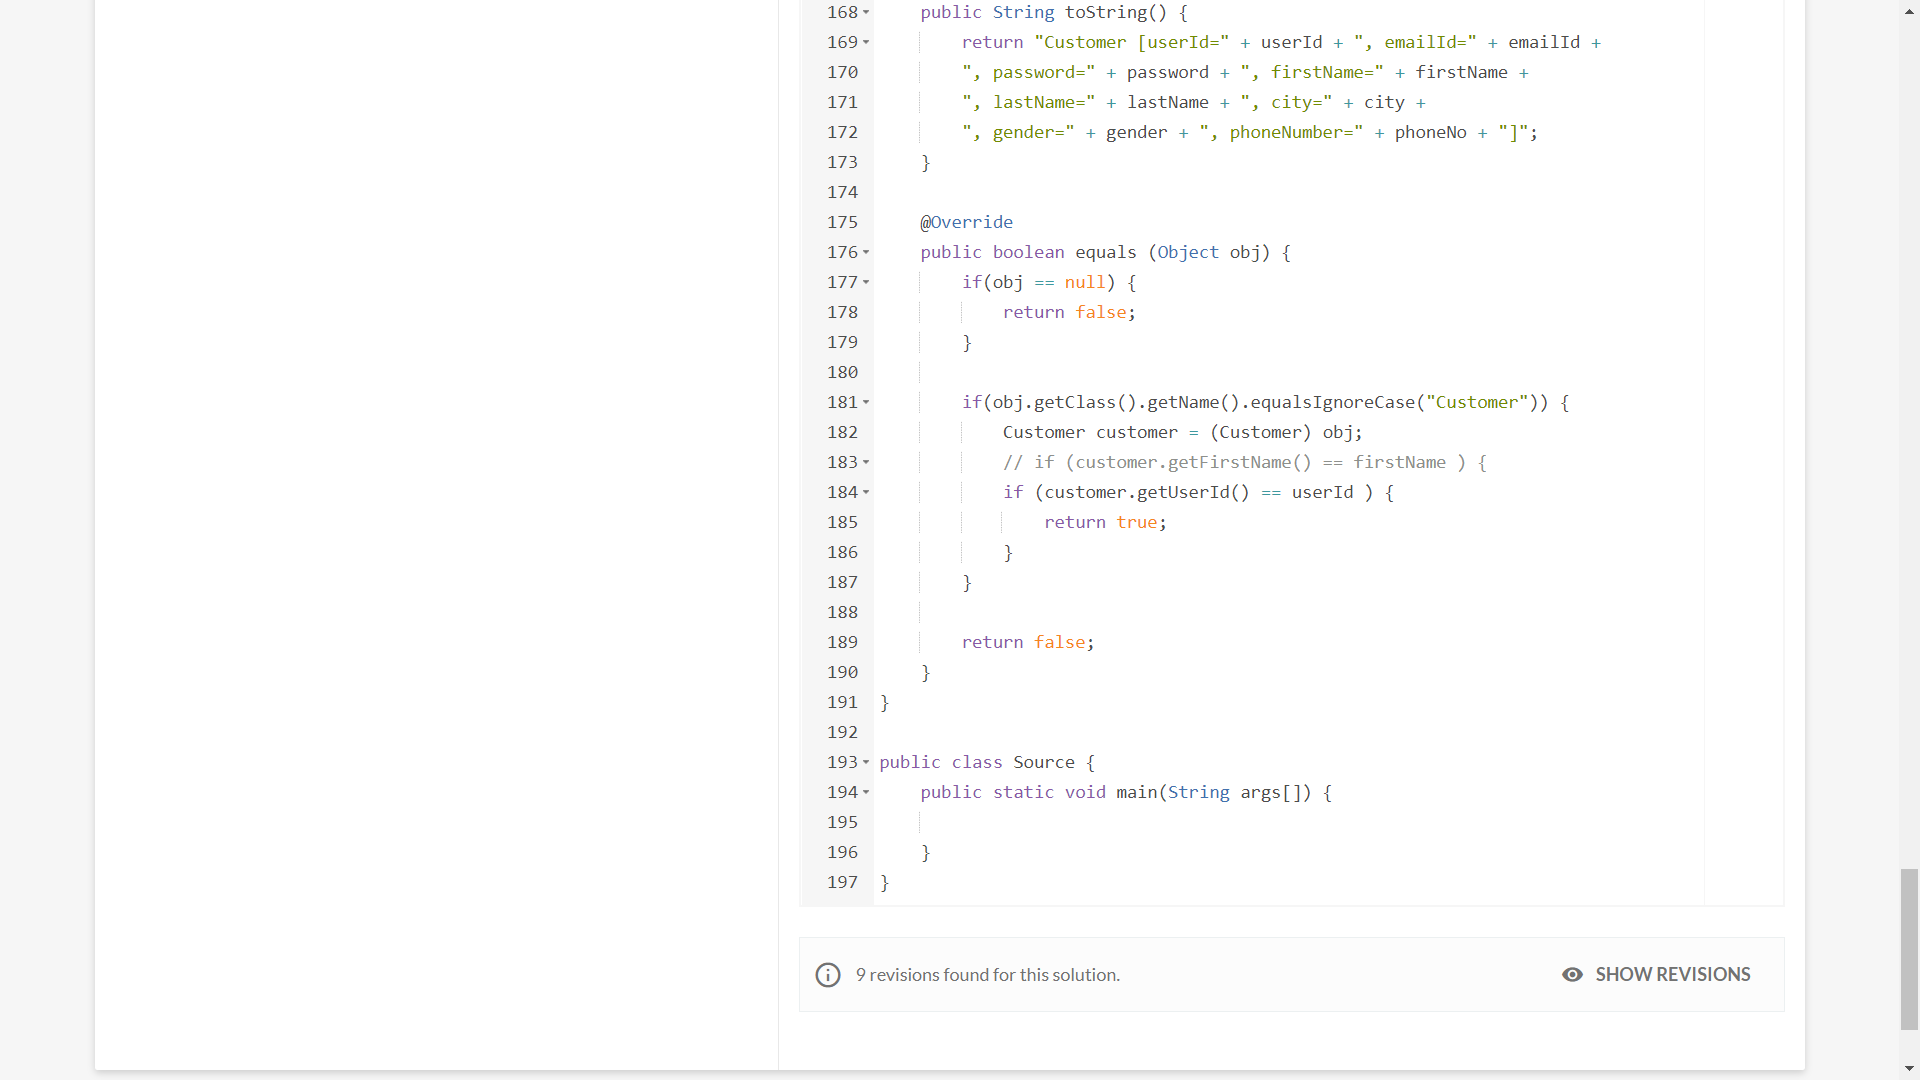 168 public String toString() {
169 return "Customer [userId=" + userId + ", emailId=" + emailId +
170 ", password=" + password + ", firstName=" + firstName +
171 ", lastName=" + lastName + ", city=" + city +
172 ", gender=" + gender + ", phoneNumber=" + phoneNo + "]";
173 }
174
175 @Override
176 public boolean equals (Object obj) {
177 if(obj == null) {
178 return false;
179 }
180
181 if(obj.getClass().getName().equalsIgnoreCase("Customer")) {
182 Customer customer = (Customer) obj;
183 // if (customer.getFirstName() == firstName ) {
184 if (customer.getUserId() == userId ) {
185 return true;
186 }
187 }
188
189 return false;
190 }
191 }
192
193 public class Source {
194 public static void main(String args[]) {
195
196 }
197 }
9 revisions found for this solution. SHOW REVISIONS